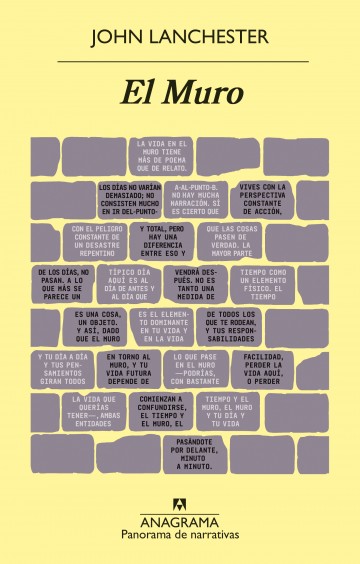 JOHN LANCHESTER
El Muro
LA VIDA EN EL
MURO TIENE
MÁS DE POEMA
QUE DE RELATO.
LOS DÍAS NO VARÍAN
DEMASIADO; NO
CONSISTEN MUCHO
EN IR DEL-PUNTO-
A-AL-PUNTO-B.
NO HAY MUCHA
NARRACIÓN. SÍ
ES CIERTO QUE
VIVES CON LA
PERSPECTIVA
CONSTANTE
DE ACCIÓN,
CON EL PELIGRO
CONSTANTE DE
UN DESASTRE
REPENTINO
Y TOTAL, PERO
HAY UNA
DIFERENCIA
ENTRE ESO Y
QUE LAS COSAS
PASEN DE
VERDAD. LA
MAYOR PARTE
DE LOS DÍAS, NO
PASAN. A LO
QUE MÁS SE
PARECE UN
TÍPICO DÍA
AQUÍ ES AL
DÍA DE ANTES Y
AL DÍA QUE
VENDRÁ DES-
PUÉS. NO ES
TANTO UNA
MEDIDA DE
TIEMPO COMO
UN ELEMENTO
FÍSICO. EL
TIEMPO
ES UNA COSA,
UN OBJETO.
Y ASÍ, DADO
QUE EL MURO
ES EL ELEMEN-
TO DOMINANTE
EN TU VIDA Y
EN LA VIDA
DE TODOS LOS
QUE TE RODEAN,
Y TUS RESPON-
SABILIDADES
Y TU DÍA A DÍA
Y TUS PEN-
SAMIENTOS
GIRAN TODOS
EN TORNO AL
MURO, Y TU
VIDA FUTURA
DEPENDE DE
LO QUE PASE
EN EL MURO
—PODRÍAS,
CON BASTANTE
FACILIDAD,
PERDER LA
VIDA AQUÍ,
O PERDER
LA VIDA QUE
QUERÍAS
TENER—, AMBAS
ENTIDADES
COMIENZAN A
CONFUNDIRSE,
EL TIEMPO Y
EL MURO, EL
TIEMPO Y EL
MURO, EL MURO
Y TU DÍA Y
TU VIDA
PASÁNDOTE
POR DELANTE,
MINUTO
A MINUTO.
ANAGRAMA
Panorama de narrativas